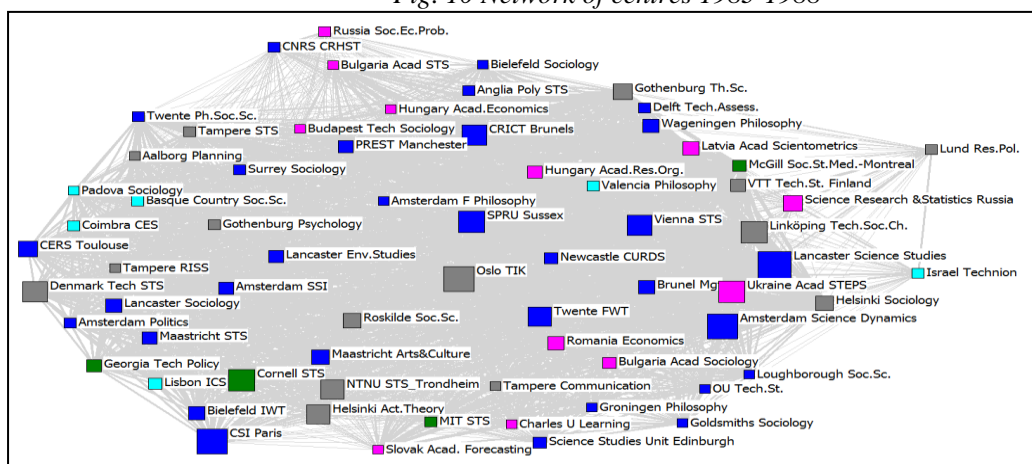 Fig. 10 Network of centres 1985-1988
Russia Soc.Ec.Prob.
CNRS CRHST
Bulgaria Acad STS
Bielefeld Sociology
Anglia Poly STS
Gothenburg Th.Sc.
Hungary Acad.Economics
Delft Tech.Assess.
Twente Ph.Soc.Sc.
Wageningen Philosophy
Tampere STS
Budapest Tech Sociology
CRICT Brunels
PREST Manchester
Latvia Acad Scientometrics
Lund Res.Pol.
Aalborg Planning
McGill Soc.St.Med.-Montreal
Surrey Sociology
Hungary Acad.Res.Org.
Valencia Philosophy
VTT Tech.St. Finland
Padova Sociology
Basque Country Soc.Sc.
Amsterdam F Philosophy
Science Research &Statistics Russia
Coimbra CES
Gothenburg Psychology
SPRU Sussex
Vienna STS
Linköping Tech.Soc.Ch.
CERS Toulouse
Lancaster Env.Studies
Newcastle CURDS
Lancaster Science Studies
Tampere RISS
Oslo TIK
Israel Technion
Denmark Tech STS
Amsterdam SSI
Brunel Mg
Ukraine Acad STEPS
Lancaster Sociology
Helsinki Sociology
Amsterdam Politics
Roskilde Soc.Sc.
Twente FWT
Amsterdam Science Dynamics
Maastricht STS
Romania Economics
Georgia Tech Policy
Maastricht Arts&Culture
Bulgaria Acad Sociology
Lisbon ICS
Cornell STS
Loughborough Soc.Sc.
NTNU STS_Trondheim
Tampere Communication
OU Tech.St.
Bielefeld IWT
Helsinki Act.Theory
Groningen Philosophy
MIT STS
Charles U Learning
Goldsmiths Sociology
CSI Paris
Slovak Acad. Forecasting
Science Studies Unit Edinburgh